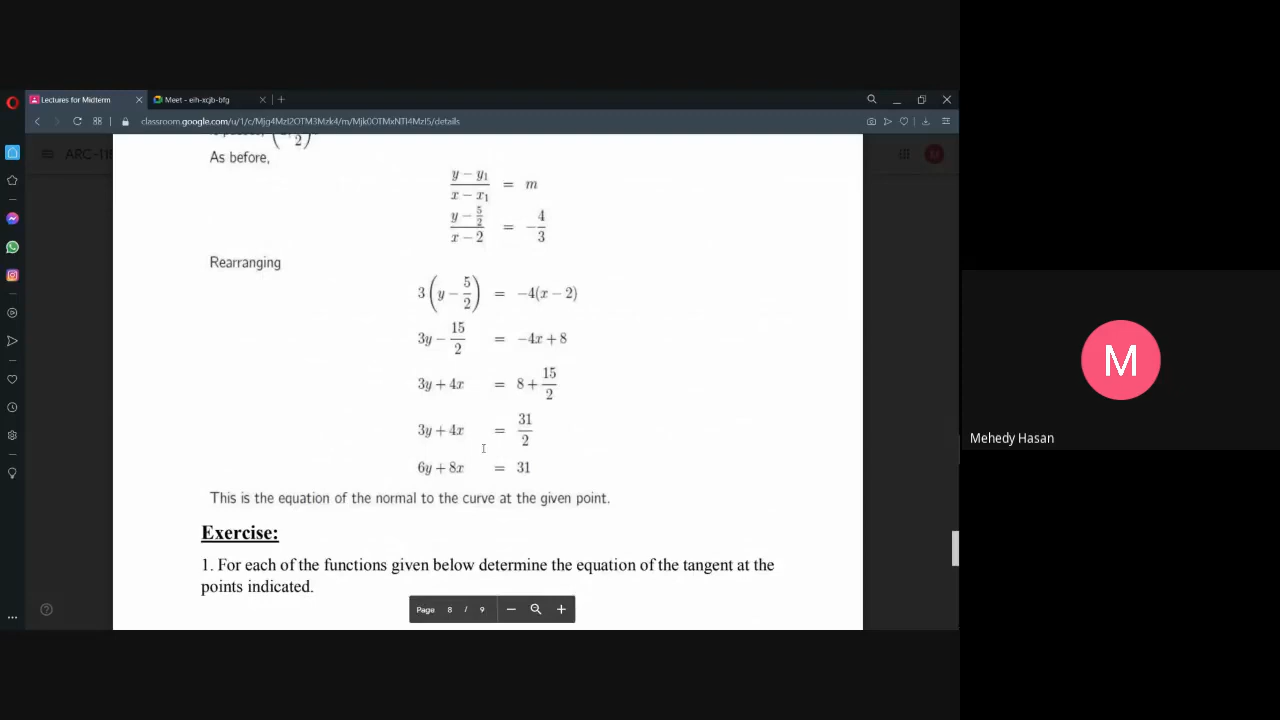 Lectures for Midterm
Meet - eih-xqjb-bfg
classroom.google.com/u/1/c/Mjg4MzI2OTM3Mzk4/m/Mjk0OTMxNTI4MzI5/details
As before,
y − y₁ / x − x₁ = m
y − 5/2 / x − 2 = − 4/3
Rearranging
3 ( y − 5/2 ) = −4(x − 2)
3y − 15/2 = −4x + 8
3y + 4x = 8 + 15/2
3y + 4x = 31/2
6y + 8x = 31
This is the equation of the normal to the curve at the given point.
Exercise:
1. For each of the functions given below determine the equation of the tangent at the
points indicated.
Page 8 / 9
M
Mehedy Hasan